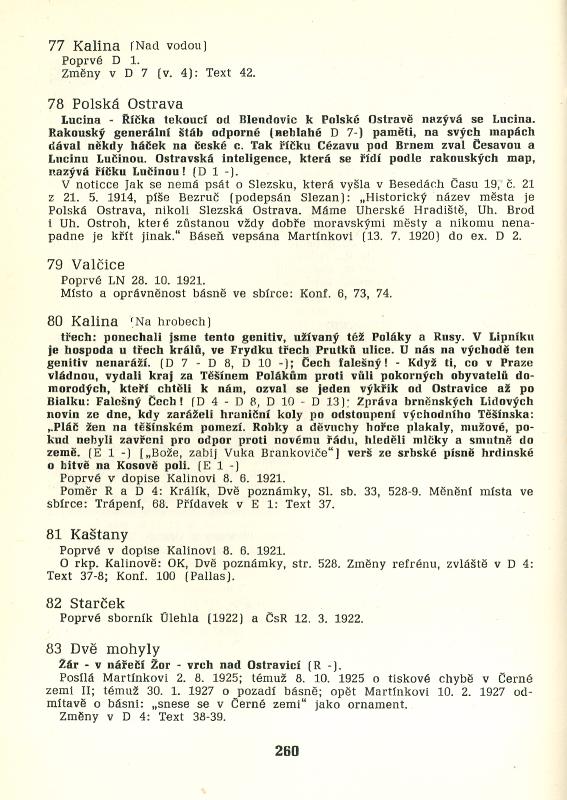 77 Kalina (Nad vodou)
Poprvé D 1.
Změny v D 7 (v. 4): Text 42.
78 Polská Ostrava
Lucina - Říčka tekoucí od Blendovic k Polské Ostravě nazývá se Lucina.
Rakouský generální štáb odporné (neblahé D 7-) paměti, na svých mapách
dával někdy háček na české c. Tak říčku Cézavu pod Brnem zval Česavou a
Lucinu Lučinou. Ostravská inteligence, která se řídí podle rakouských map,
nazývá říčku Lučinou! (D 1 -).
V noticce Jak se nemá psát o Slezsku, která vyšla v Besedách Času 19, č. 21
z 21. 5. 1914, píše Bezruč (podepsán Slezan): „Historický název města je
Polská Ostrava, nikoli Slezská Ostrava. Máme Uherské Hradiště, Uh. Brod
i Uh. Ostroh, které zůstanou vždy dobře moravskými městy a nikomu nena-
padne je křtít jinak." Báseň vepsána Martínkovi (13. 7. 1920) do ex. D 2.
79 Valčice
Poprvé LN 28. 10. 1921.
Místo a oprávněnost básně ve sbírce: Konf. 6, 73, 74.
80 Kalina (Na hrobech)
třech: ponechali jsme tento genitiv, užívaný též Poláky a Rusy. V Lipníku
je hospoda u třech králů, ve Frydku třech Prutků ulice. U nás na východě ten
genitiv nenaráží. (D 7 - D 8, D 10 -); Čech falešný! - Když ti, co v Praze
vládnou, vydali kraj za Těšínem Polákům proti vůli pokorných obyvatelů do-
morodých, kteří chtěli k nám, ozval se jeden výkřik od Ostravice až po
Bialku: Falešný Čech! (D 4 - D 8, D 10 - D 13); Zpráva brněnských Lidových
novin ze dne, kdy zaráželi hraniční koly po odstoupení východního Těšínska:
„Pláč žen na těšínském pomezí. Robky a děvuchy hořce plakaly, mužové, po-
kud nebyli zavřeni pro odpor proti novému řádu, hleděli mlčky a smutně do
země. (E 1 -) [„Bože, zabij Vuka Brankoviče"] verš ze srbské písně hrdinské
o bitvě na Kosově poli. (E 1 -)
Poprvé v dopise Kalinovi 8. 6. 1921.
Poměr R a D 4: Králík, Dvě poznámky, Sl. sb. 33, 528-9. Měnění místa ve
sbírce: Trápení, 68. Přídavek v E 1: Text 37.
81 Kaštany
Poprvé v dopise Kalinovi 8. 6. 1921.
O rkp. Kalinově: OK, Dvě poznámky, str. 528. Změny refrénu, zvláště v D 4:
Text 37-8; Konf. 100 (Pallas).
82 Starček
Poprvé sborník Úlehla (1922) a ČsR 12. 3. 1922.
83 Dvě mohyly
Žár - v nářečí Žor - vrch nad Ostravicí (R -).
Posílá Martínkovi 2. 8. 1925; témuž 8. 10. 1925 o tiskové chybě v Černé
zemi II; témuž 30. 1. 1927 o pozadí básně; opět Martínkovi 10. 2. 1927 od-
mítavě o básni: „snese se v Černé zemi" jako ornament.
Změny v D 4: Text 38-39.
260